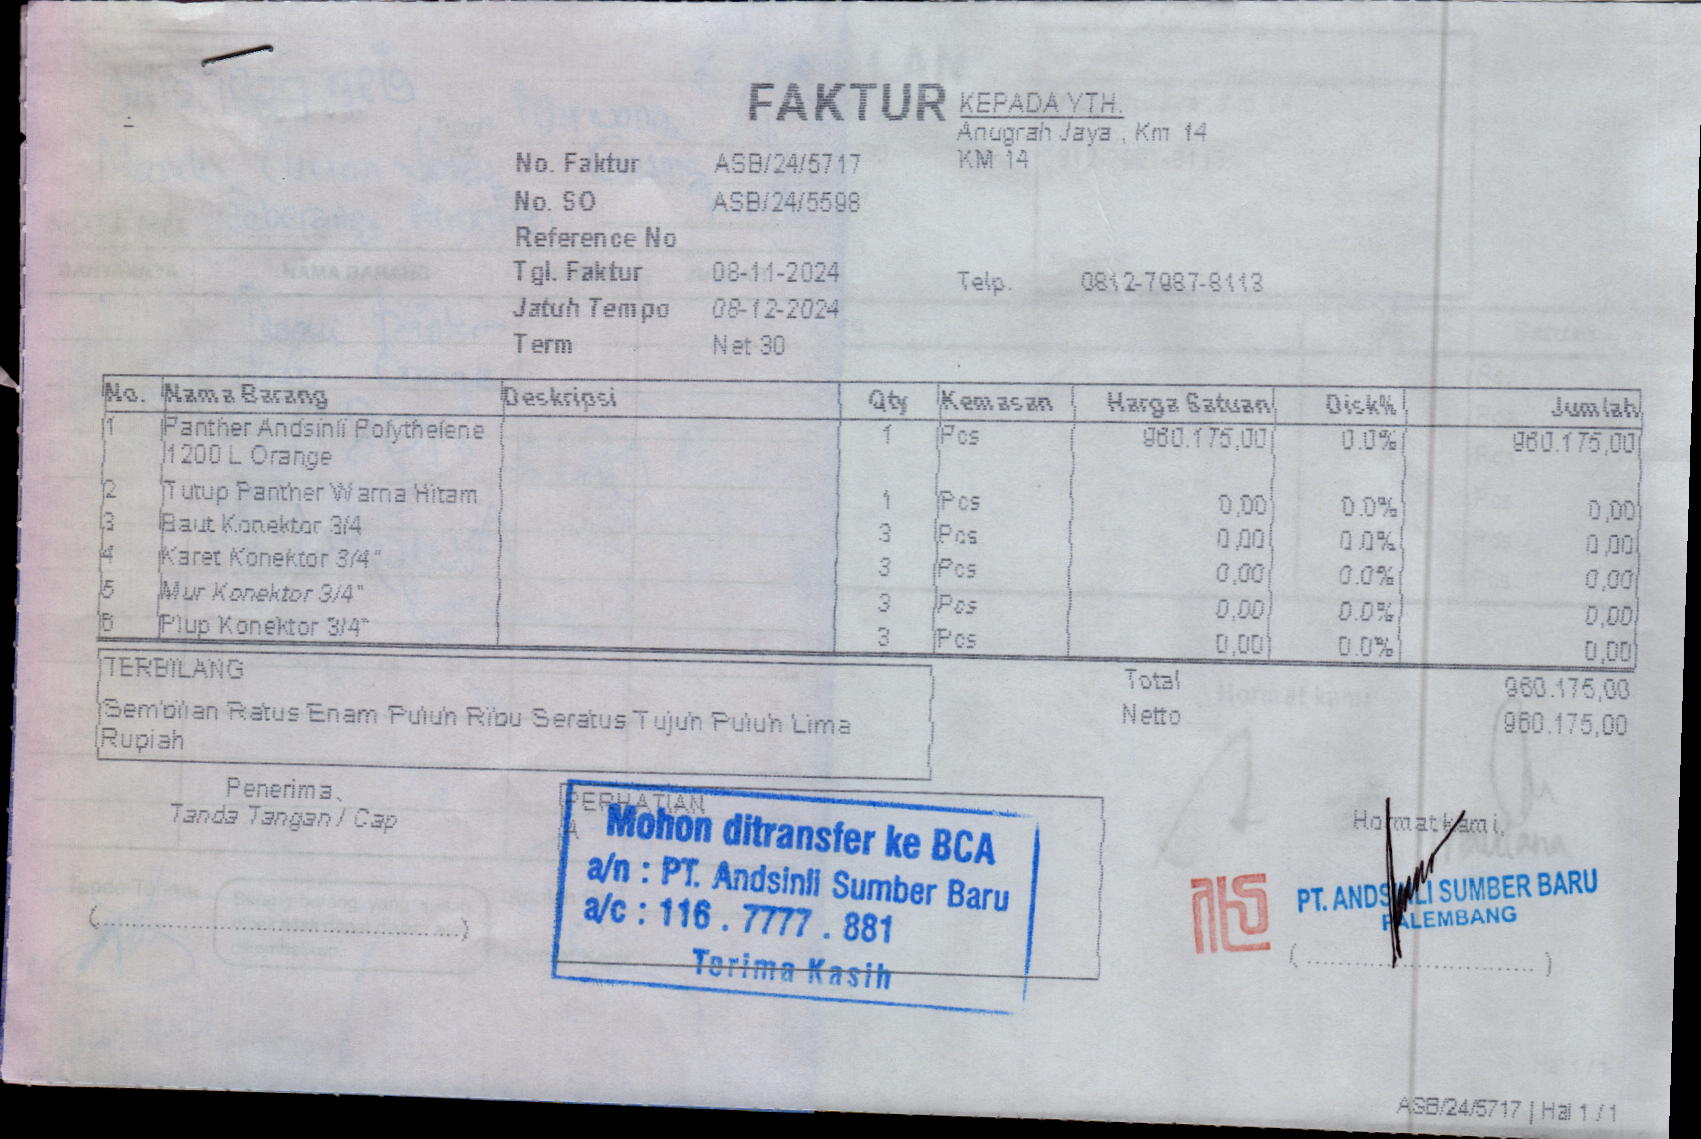 FAKTUR
KEPADA YTH.
Anugrah Jaya , Km 14
KM 14
No. Faktur ASB/24/5717
No. SO ASB/24/5598
Reference No
Tgl. Faktur 08-11-2024
Telp. 0812-7987-8113
Jatuh Tempo 08-12-2024
Term Net 30
No. Nama Barang Deskripsi Qty Kemasan Harga Satuan Disk% Jumlah
1 Panther Andsinli Polythelene 1 Pcs 960.175,00 0.0% 960.175,00
1200 L Orange
2 Tutup Panther Warna Hitam 1 Pcs 0,00 0.0% 0,00
3 Baut Konektor 3/4 3 Pcs 0,00 0.0% 0,00
4 Karet Konektor 3/4" 3 Pcs 0,00 0.0% 0,00
5 Mur Konektor 3/4" 3 Pcs 0,00 0.0% 0,00
6 Plup Konektor 3/4" 3 Pcs 0,00 0.0% 0,00
TERBILANG
Sembilan Ratus Enam Puluh Ribu Seratus Tujuh Puluh Lima
Rupiah
Total 960.175,00
Netto 960.175,00
Penerima,
Tanda Tangan / Cap
(........................................)
PERHATIAN
A
Mohon ditransfer ke BCA
a/n : PT. Andsinli Sumber Baru
a/c : 116 . 7777 . 881
Terima Kasih
Hormat kami,
PT. ANDSINLI SUMBER BARU
PALEMBANG
( ............................ )
ASB/24/5717 | Hal 1 / 1